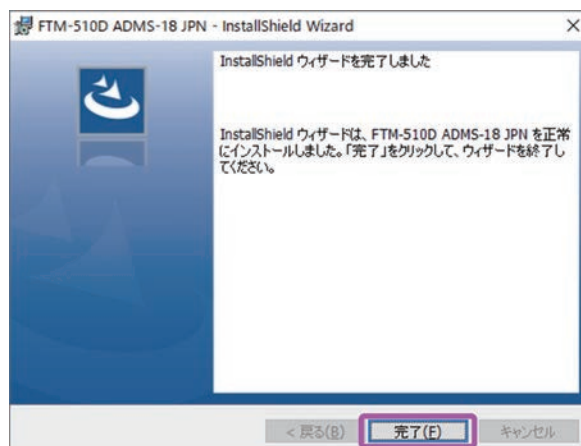 FTM-510D ADMS-18 JPN - InstallShield Wizard
InstallShield ウィザードを完了しました
InstallShield ウィザードは、FTM-510D ADMS-18 JPN を正常
にインストールしました。「完了」をクリックして、ウィザードを終了し
てください。
< 戻る(B)
完了(F)
キャンセル